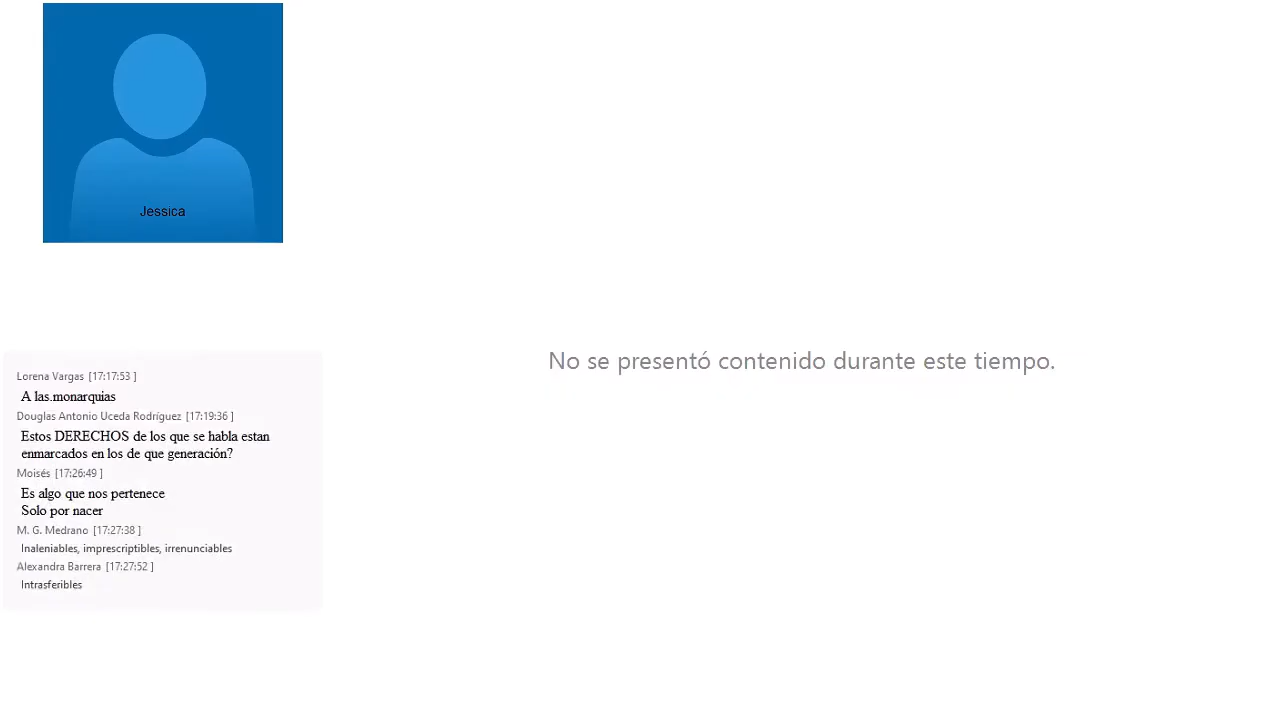 Jessica
No se presentó contenido durante este tiempo.
Lorena Vargas [17:17:53 ]
A las.monarquias
Douglas Antonio Uceda Rodríguez [17:19:36 ]
Estos DERECHOS de los que se habla estan
enmarcados en los de que generación?
Moisés [17:26:49 ]
Es algo que nos pertenece
Solo por nacer
M. G. Medrano [17:27:38 ]
Inaleniables, imprescriptibles, irrenunciables
Alexandra Barrera [17:27:52 ]
Intrasferibles